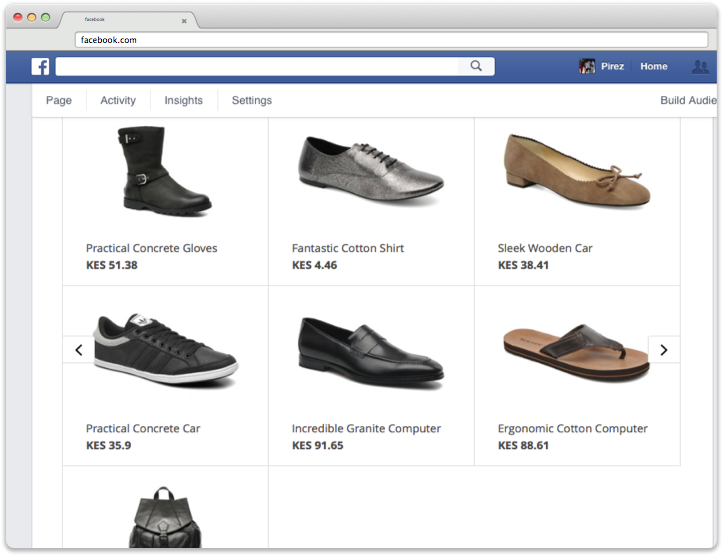 facebook
facebook.com
f
Pirez Home
Page Activity Insights Settings Build Audie
Practical Concrete Gloves Fantastic Cotton Shirt Sleek Wooden Car
KES 51.38 KES 4.46 KES 38.41
Practical Concrete Car Incredible Granite Computer Ergonomic Cotton Computer
KES 35.9 KES 91.65 KES 88.61